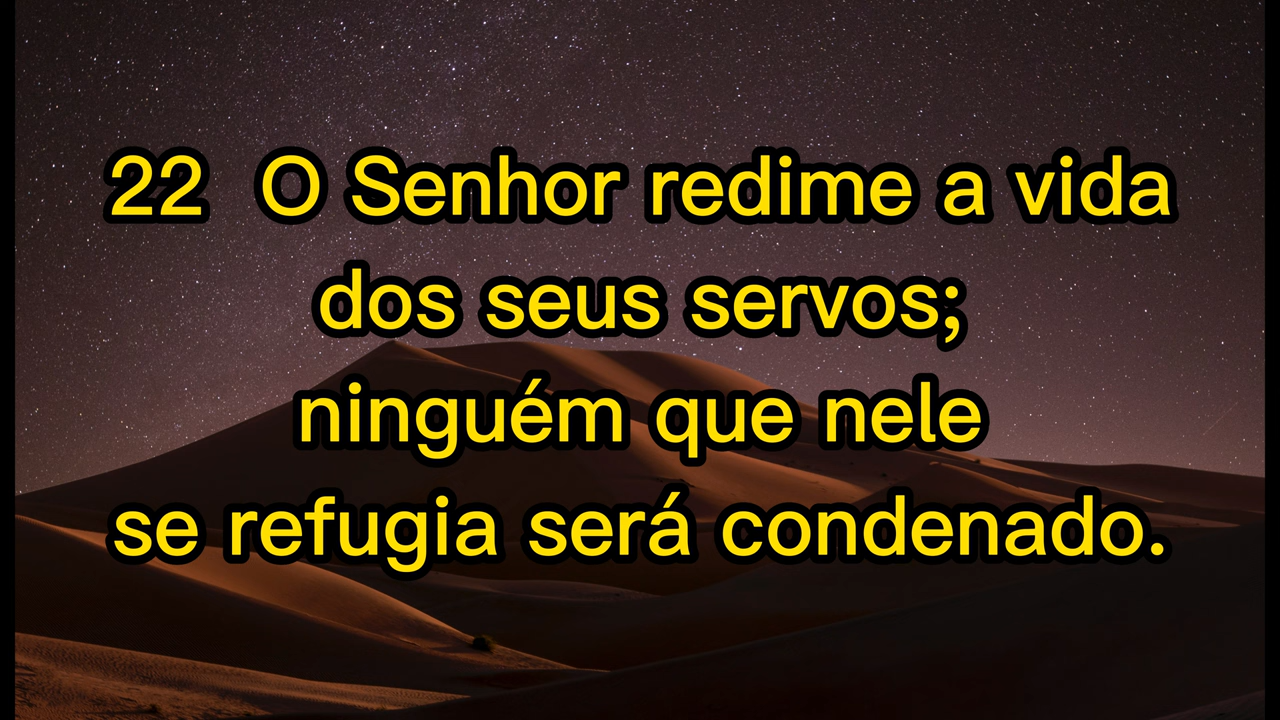 22  O Senhor redime a vida
dos seus servos;
ninguém que nele
se refugia será condenado.